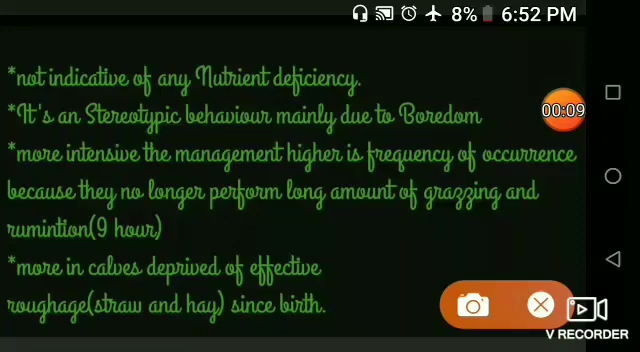 8% 6:52 PM
*not indicative of any Nutrient deficiency.
00:09
*It's an Stereotypic behaviour mainly due to Boredom
*more intensive the management higher is frequency of occurrence
because they no longer perform long amount of grazzing and
rumintion(9 hour)
*more in calves deprived of effective
roughage(straw and hay) since birth.
V RECORDER